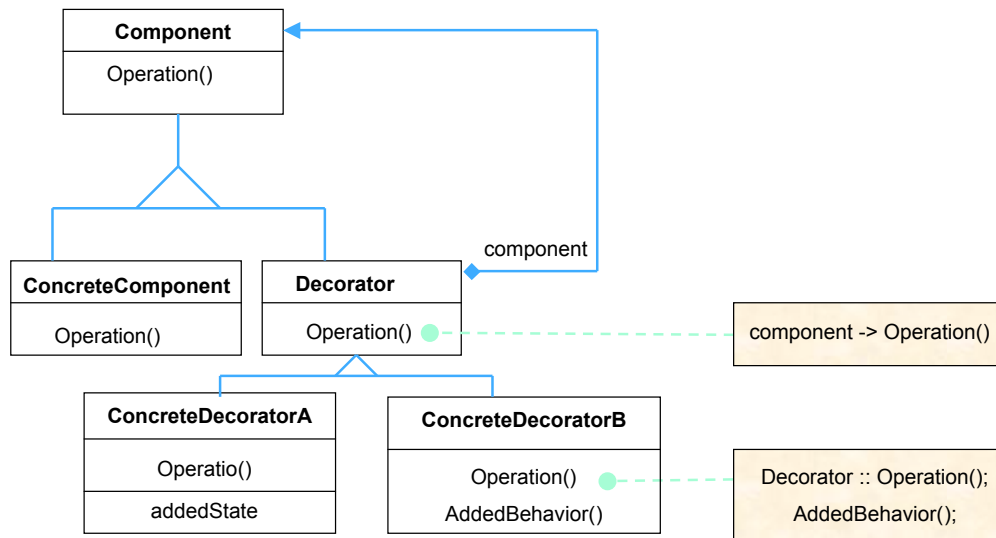 Component
Operation()
component
ConcreteComponent
Operation()
Decorator
Operation()
component -> Operation()
ConcreteDecoratorA
Operatio()
addedState
ConcreteDecoratorB
Operation()
AddedBehavior()
Decorator :: Operation();
AddedBehavior();